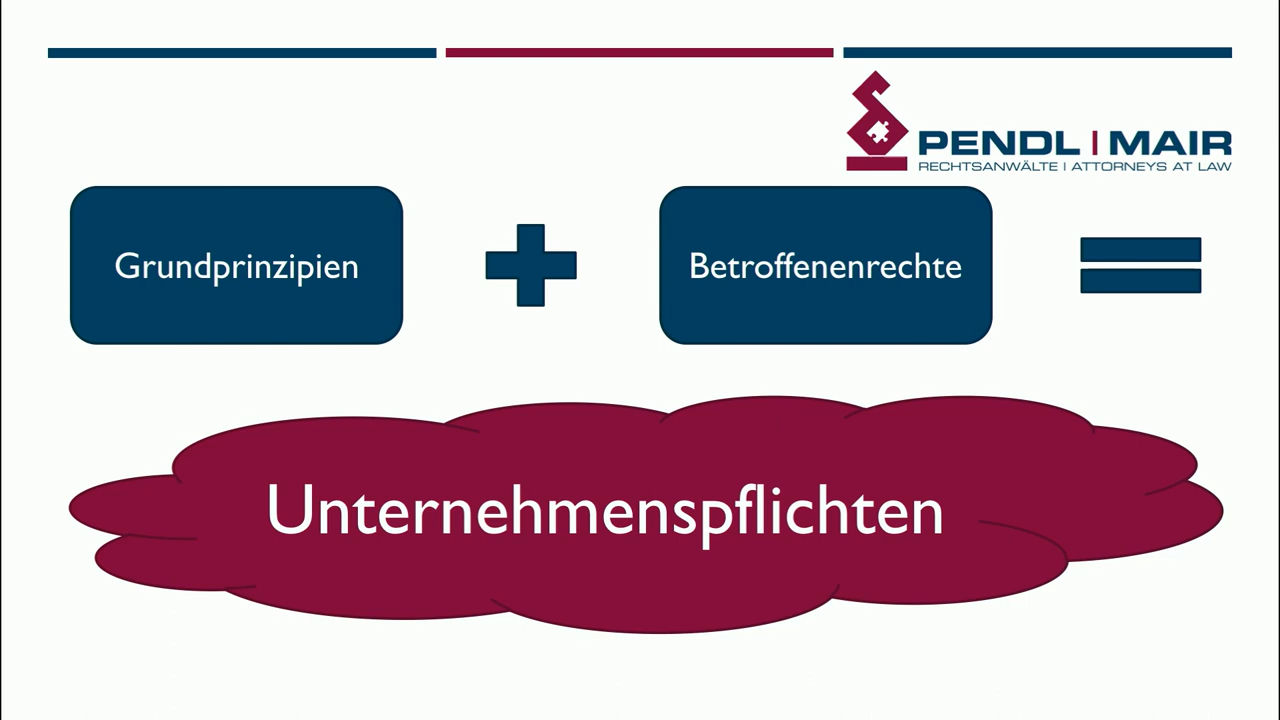 PENDL | MAIR
RECHTSANWÄLTE | ATTORNEYS AT LAW
Grundprinzipien
Betroffenenrechte
Unternehmenspflichten